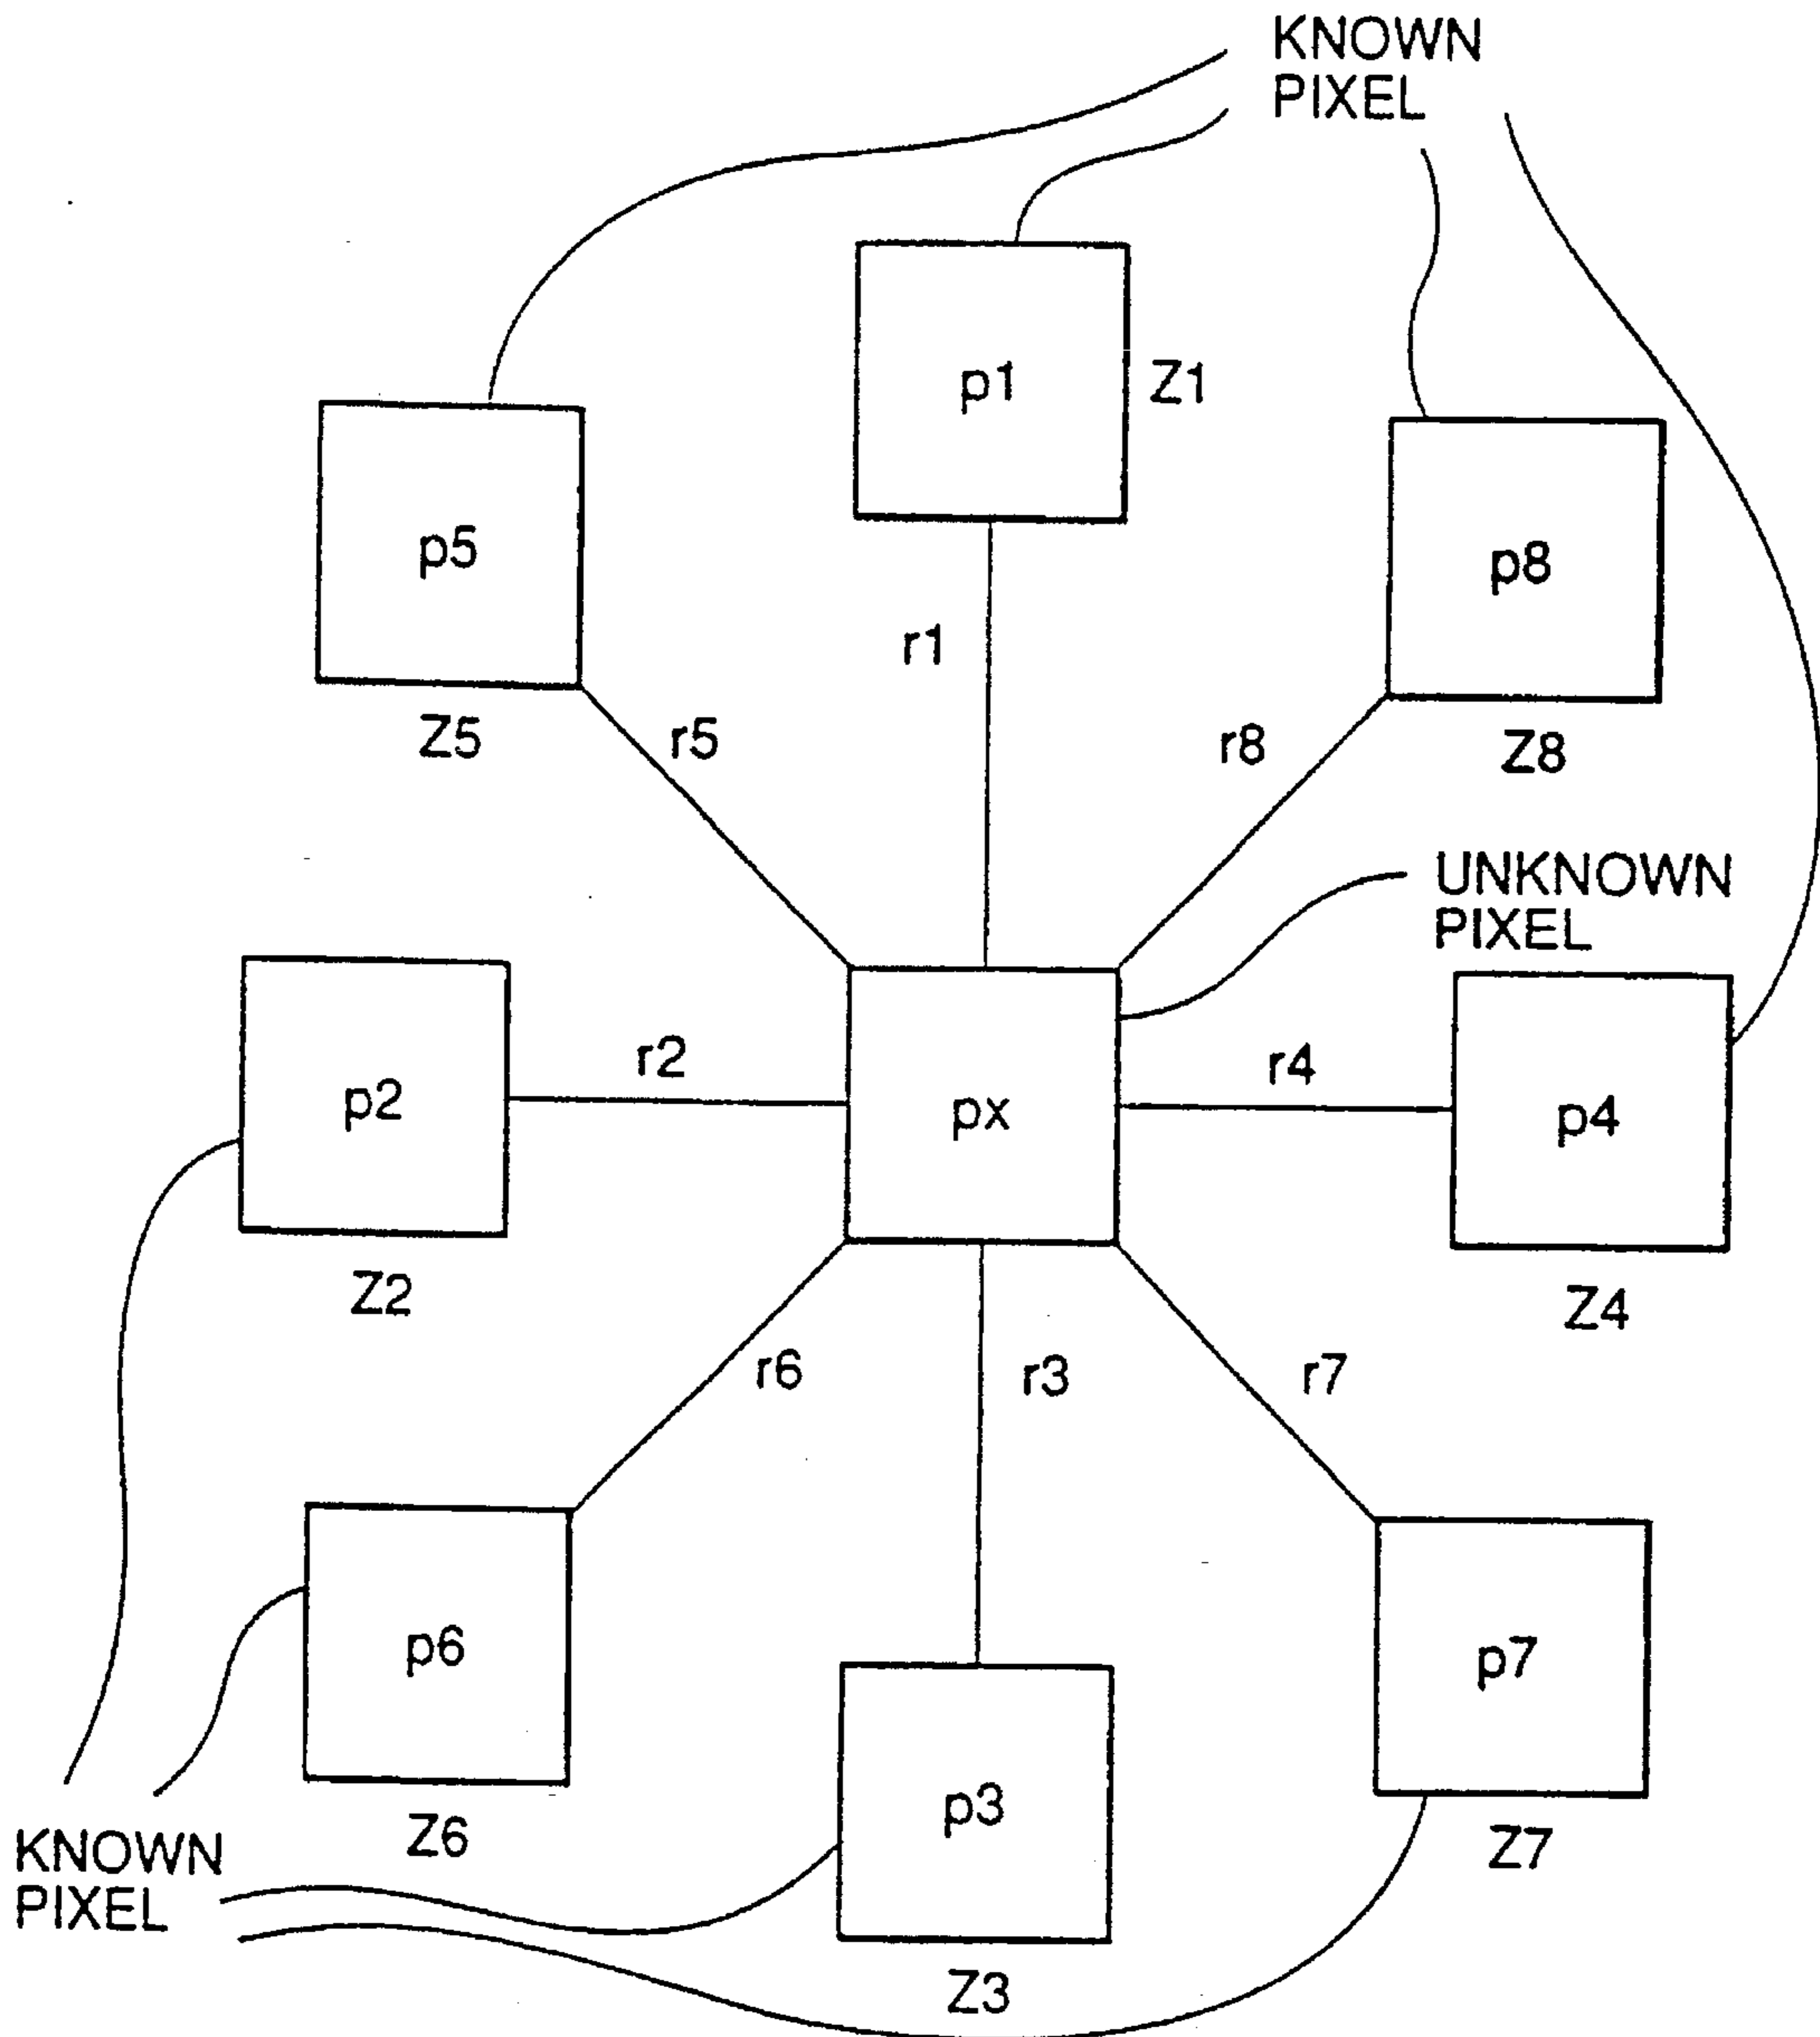 KNOWN
PIXEL
p1
Z1
p5
p8
r1
Z5
r5
r8
Z8
UNKNOWN
PIXEL
p2
r2
px
r4
p4
Z2
Z4
r6
r3
r7
p6
p7
p3
Z6
Z7
KNOWN
PIXEL
Z3